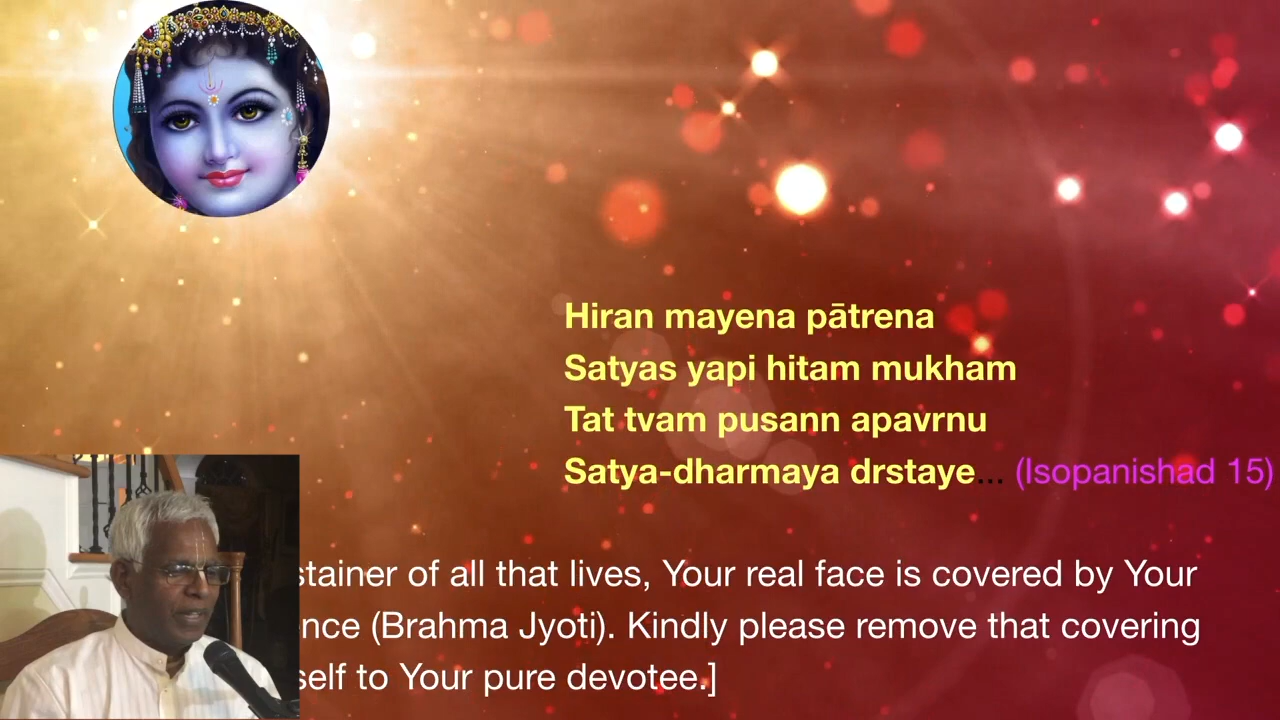 Hiran mayena pātrena
Satyas yapi hitam mukham
Tat tvam pusann apavrnu
Satya-dharmaya drstaye... (Isopanishad 15)
stainer of all that lives, Your real face is covered by Your
ence (Brahma Jyoti). Kindly please remove that covering
self to Your pure devotee.]